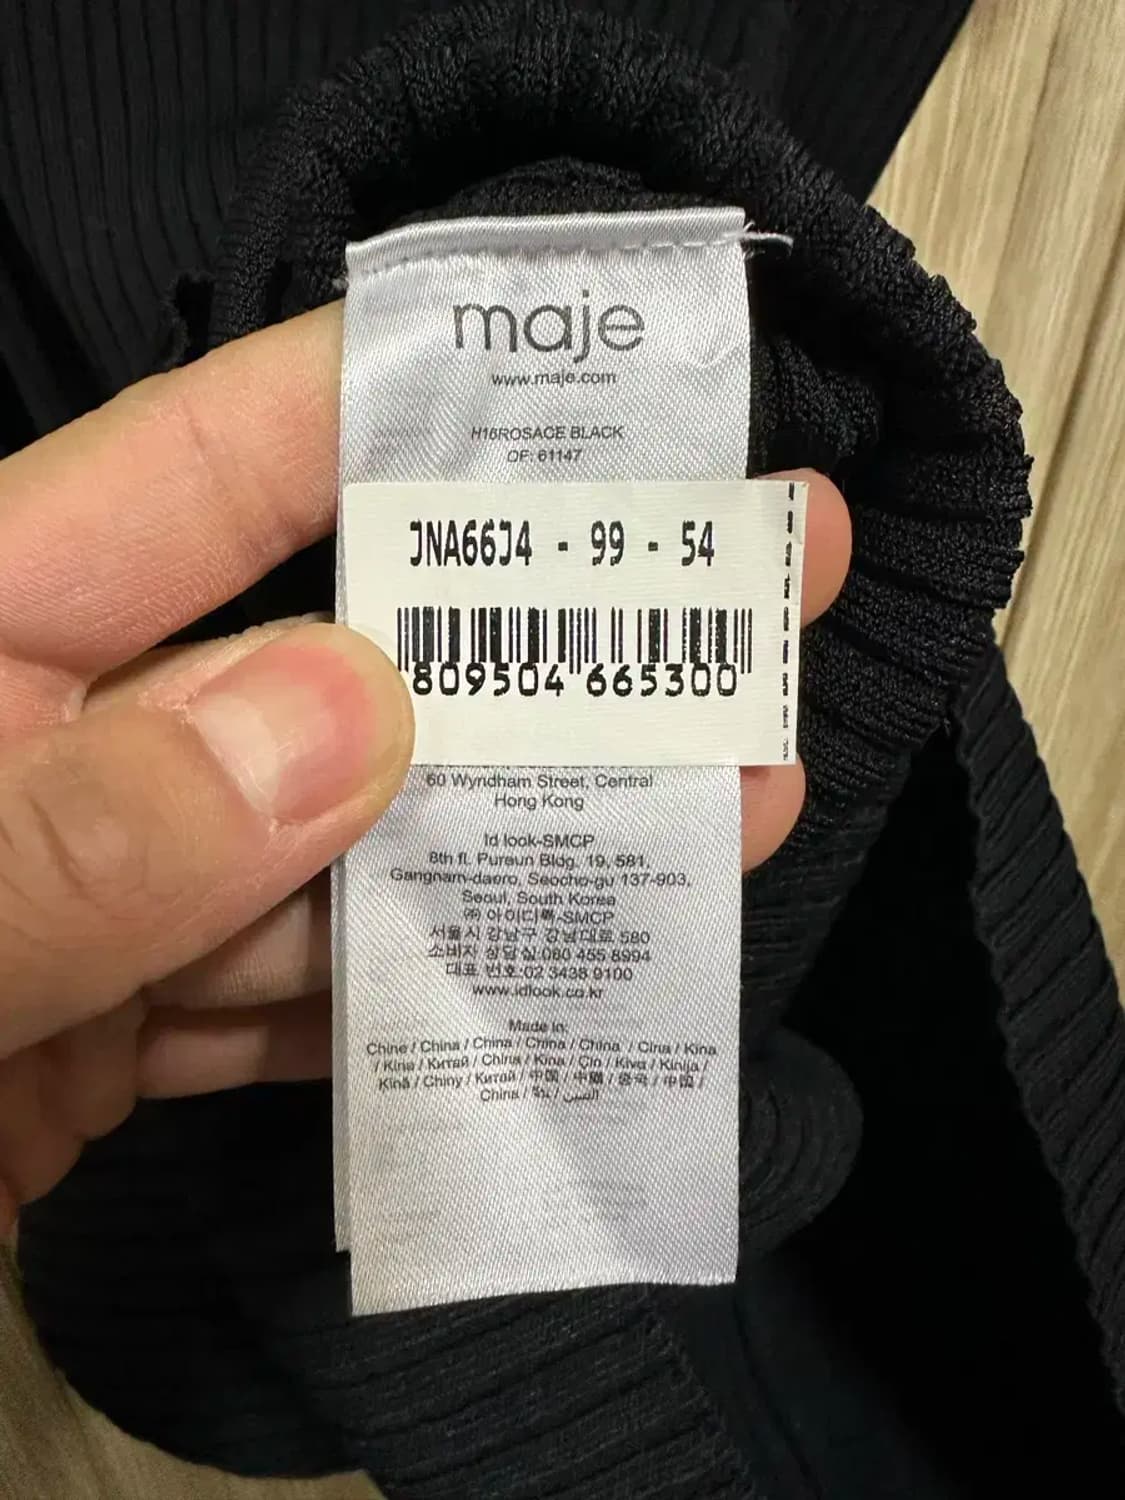 maje
www.maje.com
H16ROSACE BLACK
OF: 61147
JNA66J4 - 99 - 54
809504 665300
60 Wyndham Street, Central
Hong Kong
Id look-SMCP
8th fl. Pureun Bldg. 19, 581,
Gangnam-daero, Seocho-gu 137-903,
Seoul, South Korea
㈜ 아이디룩-SMCP
서울시 강남구 강남대로 580
소비자 상담실:080 455 8994
대표 번호:02 3438 9100
www.idlook.co.kr
Made in:
Chine / China / China / China / China / Cina / Kina
/ Kina / Китай / China / Kina / Çin / Kiva / Kinija /
Kīnā / Chiny / Китай / 中国 / 中國 / 중국 / 中国 /
China / จีน / الصين